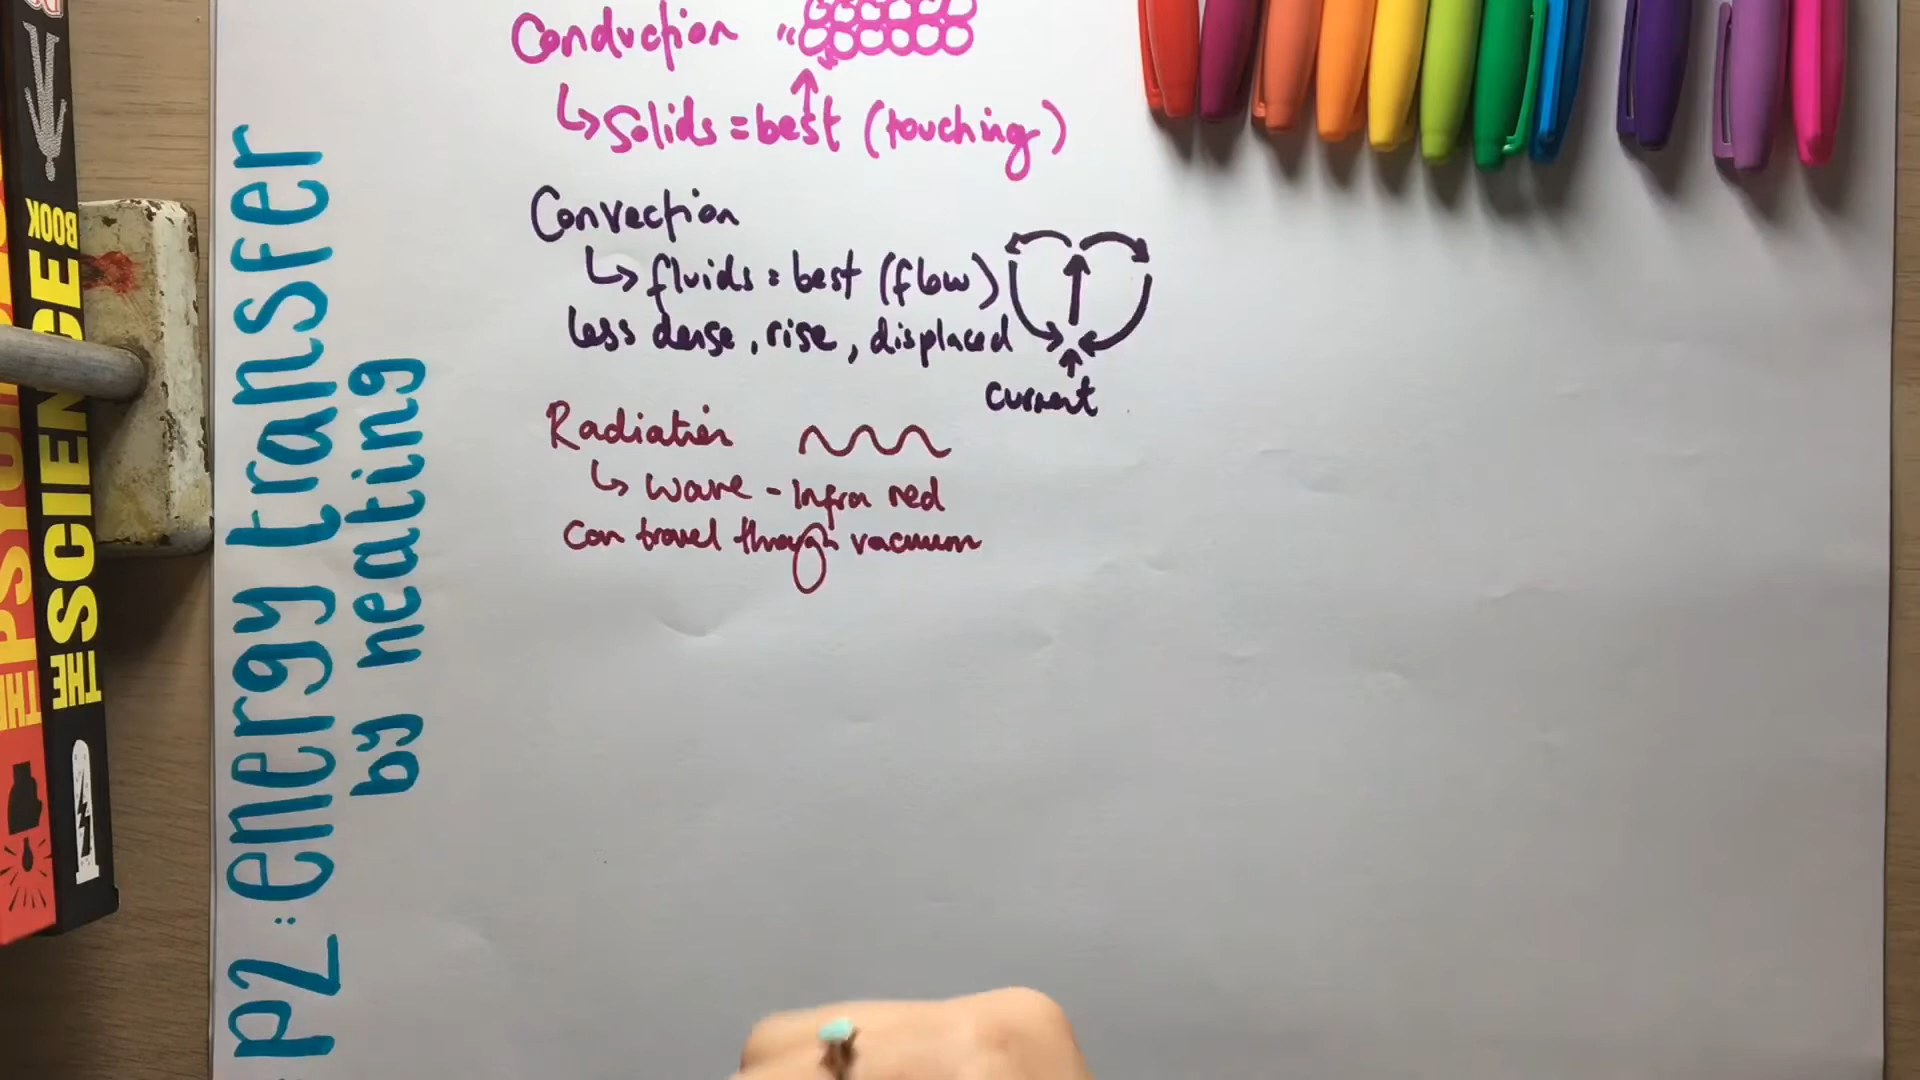 P2: energy transfer
by heating
Conduction
↳ Solids = best (touching)
Convection
↳ fluids = best (flow)
less dense, rise, displaced
current
Radiation
↳ wave - infra red
Can travel through vacuum
THE SCIENCE BOOK
THE